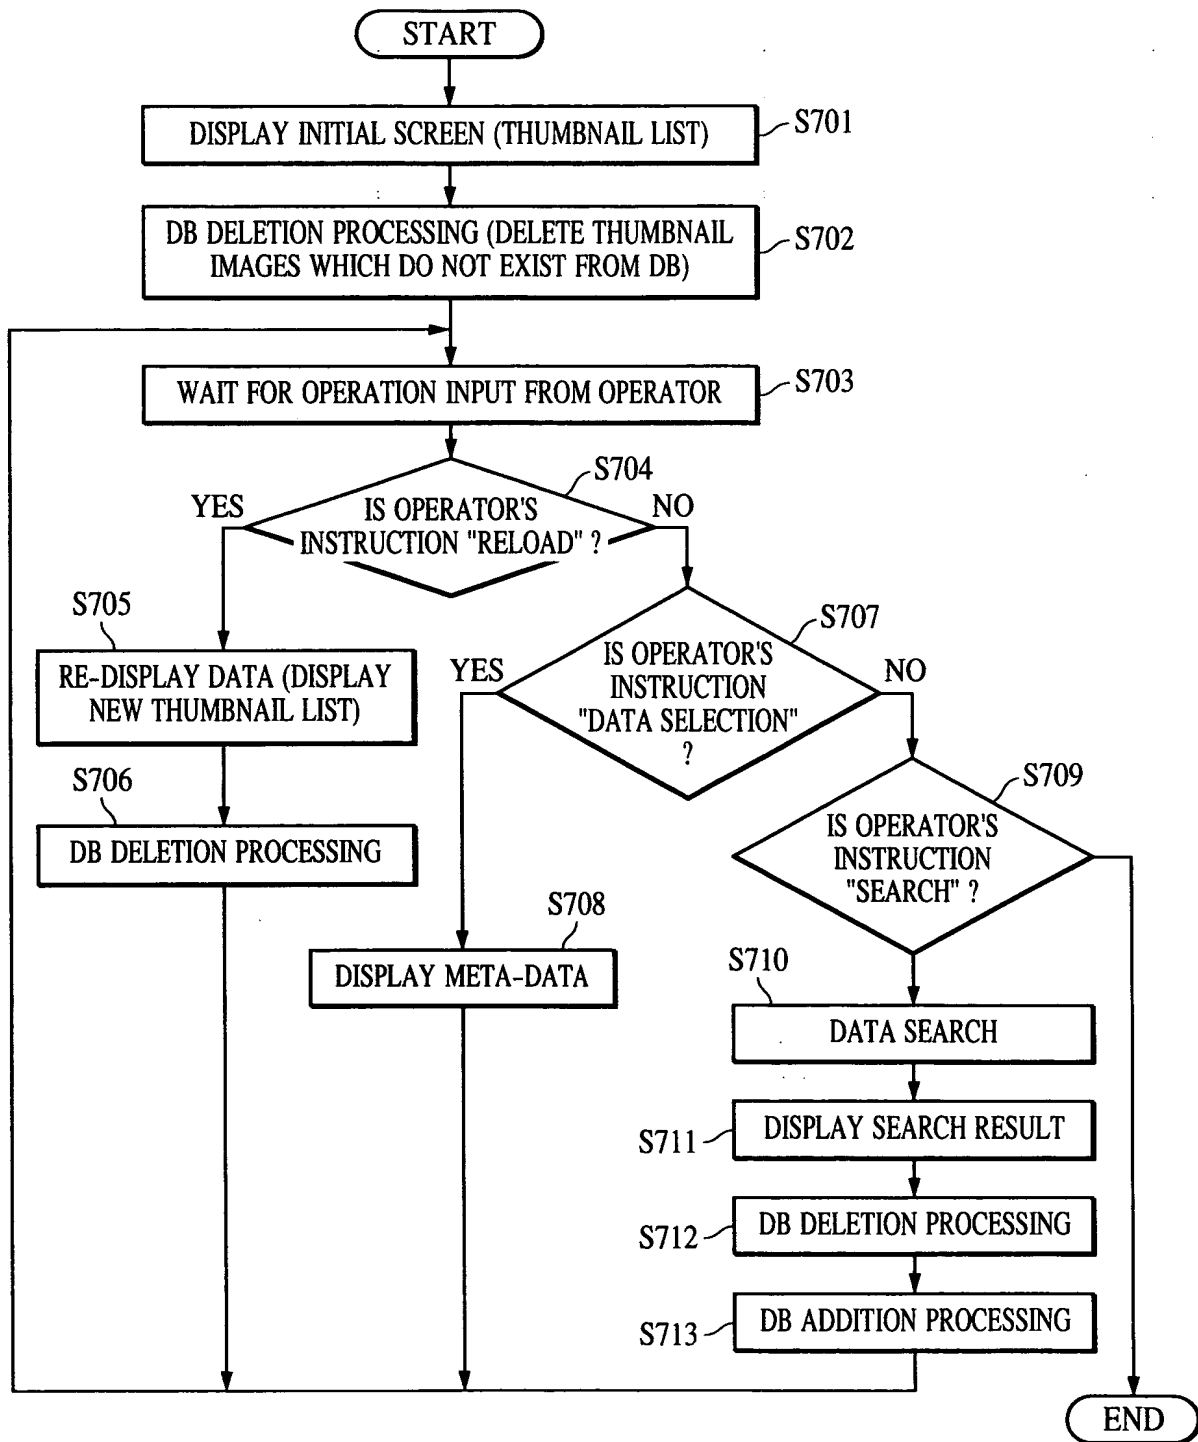 START
DISPLAY INITIAL SCREEN (THUMBNAIL LIST)
S701
DB DELETION PROCESSING (DELETE THUMBNAIL
IMAGES WHICH DO NOT EXIST FROM DB)
S702
WAIT FOR OPERATION INPUT FROM OPERATOR
S703
S704
YES
NO
IS OPERATOR'S
INSTRUCTION "RELOAD" ?
S705
RE-DISPLAY DATA (DISPLAY
NEW THUMBNAIL LIST)
S706
DB DELETION PROCESSING
S707
YES
NO
IS OPERATOR'S
INSTRUCTION
"DATA SELECTION"
?
S708
DISPLAY META-DATA
S709
IS OPERATOR'S
INSTRUCTION
"SEARCH" ?
S710
DATA SEARCH
S711
DISPLAY SEARCH RESULT
S712
DB DELETION PROCESSING
S713
DB ADDITION PROCESSING
END